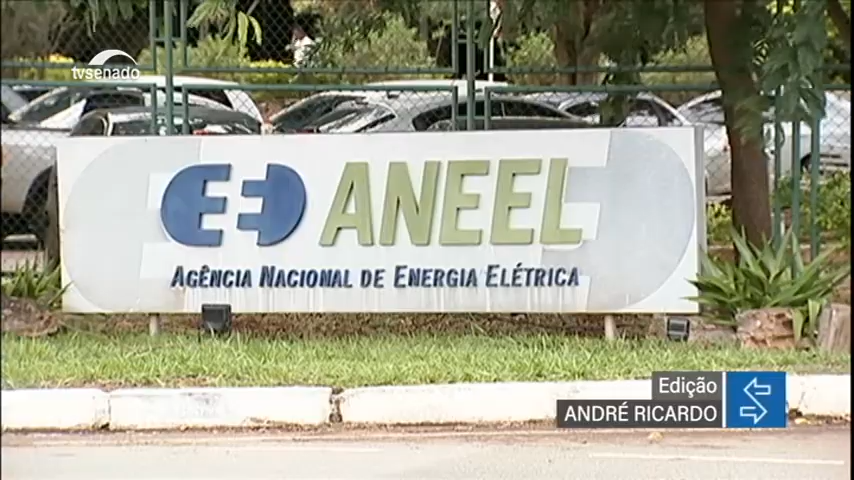 tvsenado
ANEEL
AGÊNCIA NACIONAL DE ENERGIA ELÉTRICA
Edição
ANDRÉ RICARDO